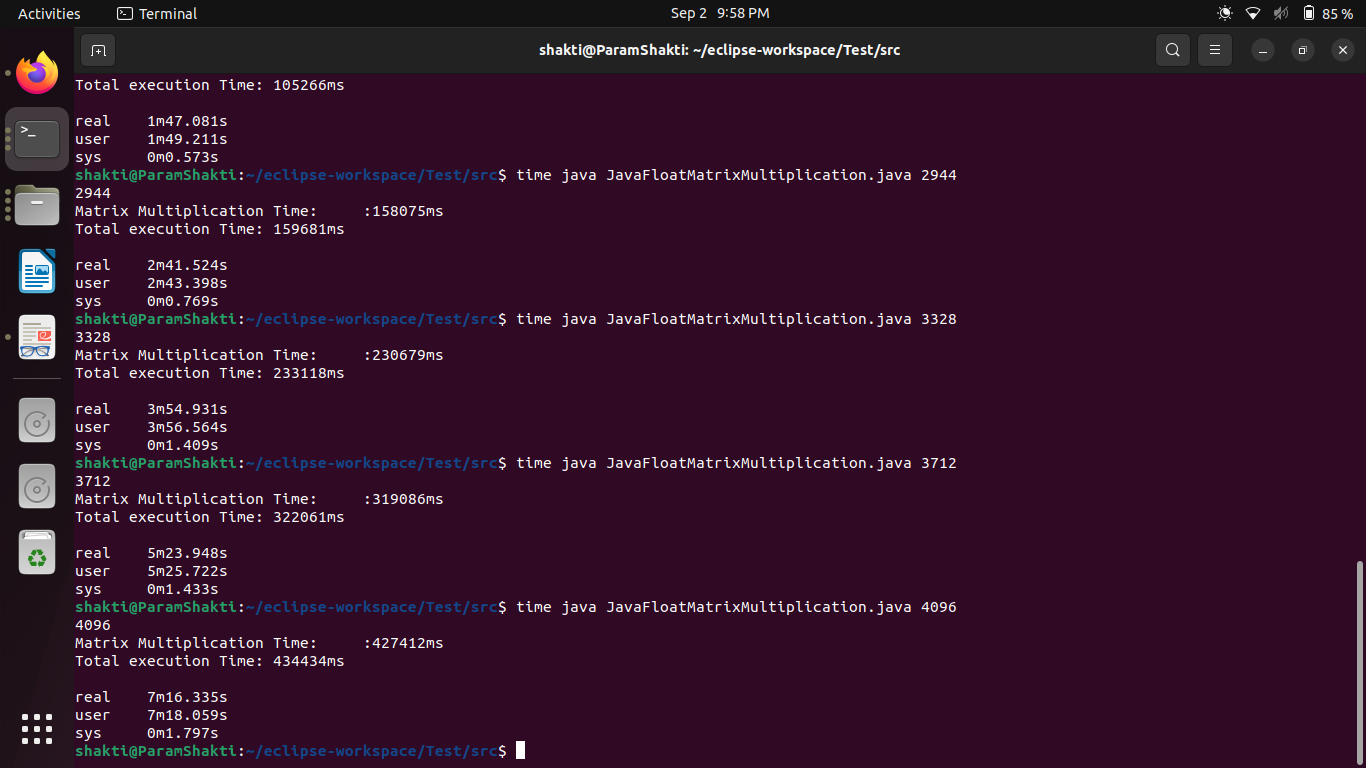 Activities Terminal Sep 2 9:58 PM 85 %
shakti@ParamShakti: ~/eclipse-workspace/Test/src
Total execution Time: 105266ms
real 1m47.081s
user 1m49.211s
sys 0m0.573s
shakti@ParamShakti:~/eclipse-workspace/Test/src$ time java JavaFloatMatrixMultiplication.java 2944
2944
Matrix Multiplication Time: :158075ms
Total execution Time: 159681ms
real 2m41.524s
user 2m43.398s
sys 0m0.769s
shakti@ParamShakti:~/eclipse-workspace/Test/src$ time java JavaFloatMatrixMultiplication.java 3328
3328
Matrix Multiplication Time: :230679ms
Total execution Time: 233118ms
real 3m54.931s
user 3m56.564s
sys 0m1.409s
shakti@ParamShakti:~/eclipse-workspace/Test/src$ time java JavaFloatMatrixMultiplication.java 3712
3712
Matrix Multiplication Time: :319086ms
Total execution Time: 322061ms
real 5m23.948s
user 5m25.722s
sys 0m1.433s
shakti@ParamShakti:~/eclipse-workspace/Test/src$ time java JavaFloatMatrixMultiplication.java 4096
4096
Matrix Multiplication Time: :427412ms
Total execution Time: 434434ms
real 7m16.335s
user 7m18.059s
sys 0m1.797s
shakti@ParamShakti:~/eclipse-workspace/Test/src$